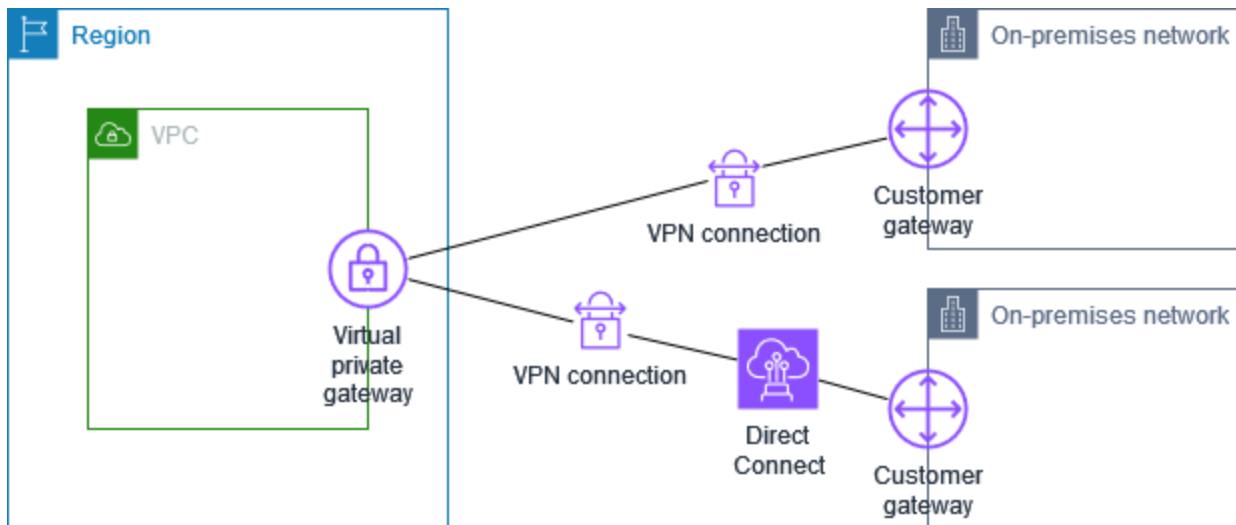 Region
On-premises network
VPC
Customer
gateway
VPN connection
On-premises network
Virtual
private
gateway
VPN connection
Direct
Connect
Customer
gateway